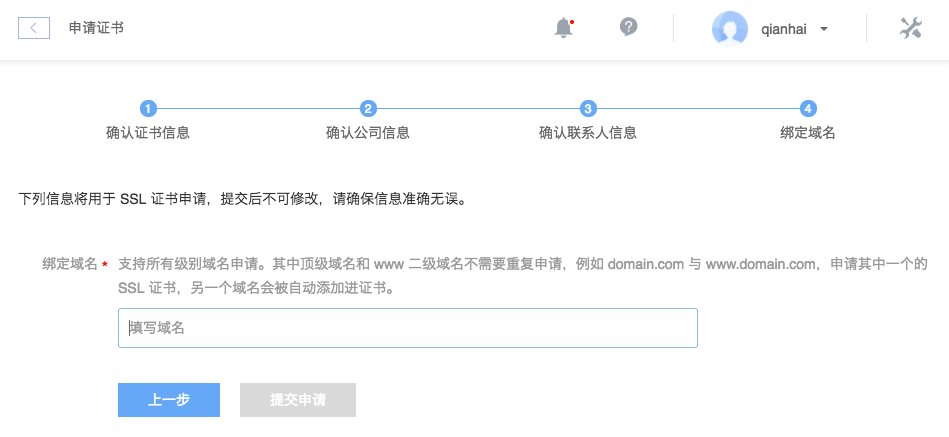 申请证书
qianhai
1
2
3
4
确认证书信息
确认公司信息
确认联系人信息
绑定域名
下列信息将用于 SSL 证书申请，提交后不可修改，请确保信息准确无误。
绑定域名 * 支持所有级别域名申请。其中顶级域名和 www 二级域名不需要重复申请，例如 domain.com 与 www.domain.com，申请其中一个的
SSL 证书，另一个域名会被自动添加进证书。
填写域名
上一步
提交申请